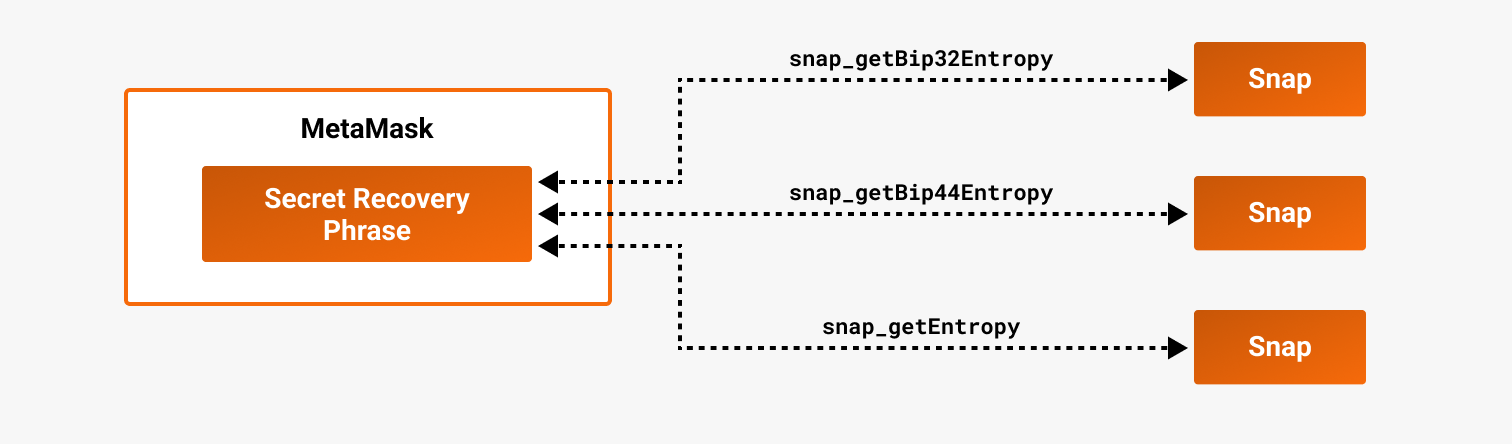 snap_getBip32Entropy
Snap
MetaMask
Secret Recovery
Phrase
snap_getBip44Entropy
Snap
snap_getEntropy
Snap